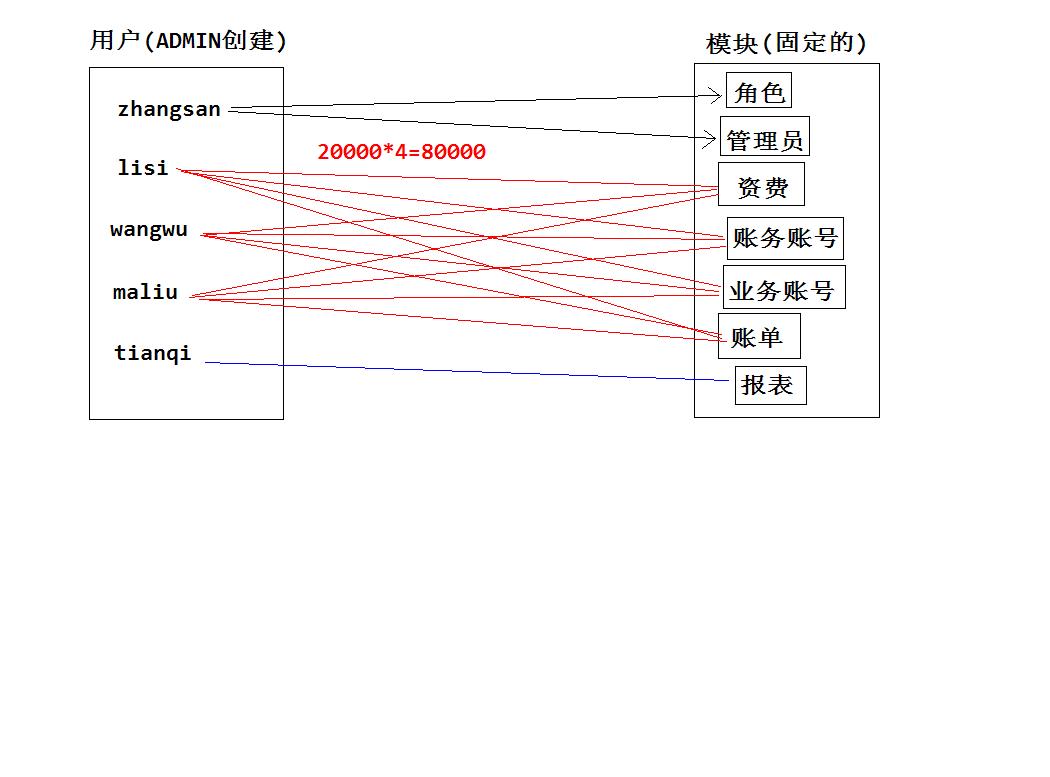 用户(ADMIN创建)
模块(固定的)
zhangsan
lisi
wangwu
maliu
tianqi
20000*4=80000
角色
管理员
资费
账务账号
业务账号
账单
报表